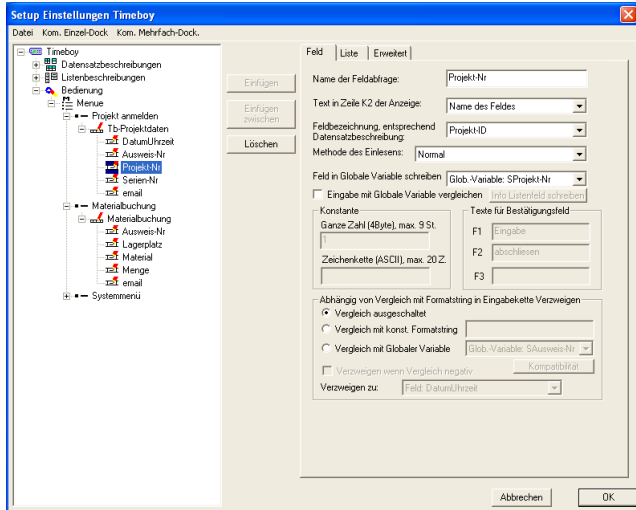 Setup Einstellungen Timeboy
Datei Kom. Einzel-Dock Kom. Mehrfach-Dock.
Timeboy
Datensatzbeschreibungen
Listenbeschreibungen
Bedienung
Menue
Projekt anmelden
Tb-Projektdaten
DatumUhrzeit
Ausweis-Nr
Projekt-Nr
Serien-Nr
email
Materialbuchung
Materialbuchung
Ausweis-Nr
Lagerplatz
Material
Menge
email
Systemmenü
Einfügen
Einfügen
zwischen
Löschen
Feld Liste Erweitert
Name der Feldabfrage: Projekt-Nr
Text in Zeile K2 der Anzeige: Name des Feldes
Feldbezeichnung, entsprechend
Datensatzbeschreibung: Projekt-ID
Methode des Einlesens: Normal
Feld in Globale Variable schreiben Glob.-Variable: SProjekt-Nr
Eingabe mit Globale Variable vergleichen Info Listenfeld schreiben
Konstante
Ganze Zahl (4Byte), max. 9 St.
1
Zeichenkette (ASCII), max. 20 Z.
Texte für Bestätigungsfeld
F1 Eingabe
F2 abschliesen
F3
Abhängig von Vergleich mit Formatstring in Eingabekette Verzweigen
Vergleich ausgeschaltet
Vergleich mit konst. Formatstring
Vergleich mit Globaler Variable Glob.-Variable: SAusweis-Nr
Verzweigen wenn Vergleich negativ Kompatibilität
Verzweigen zu: Feld: DatumUhrzeit
Abbrechen OK